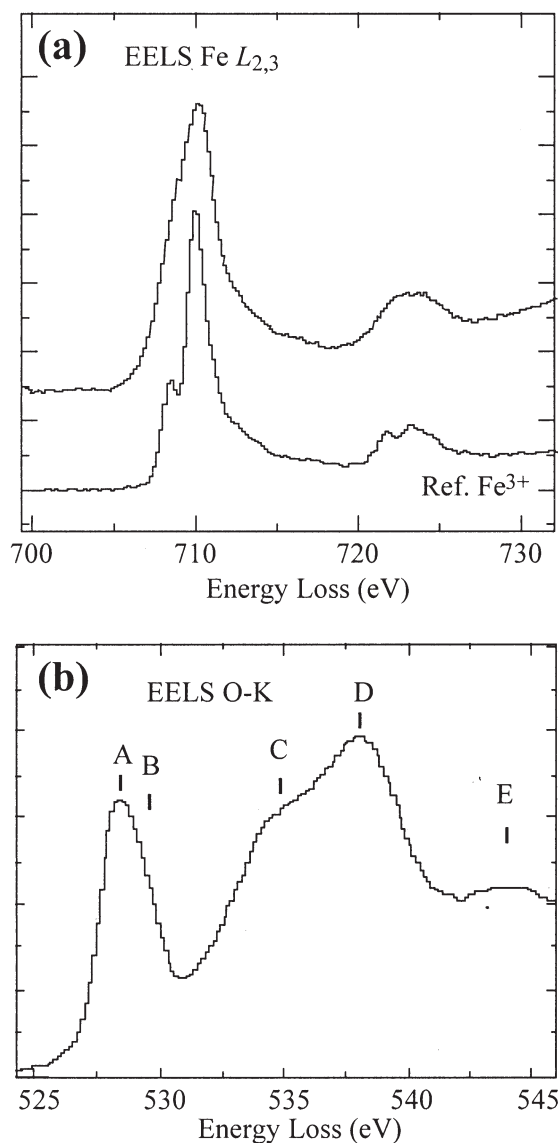 (a)
EELS Fe L2,3
Ref. Fe3+
700 710 720 730
Energy Loss (eV)
(b)
EELS O-K
A
B
C
D
E
525 530 535 540 545
Energy Loss (eV)